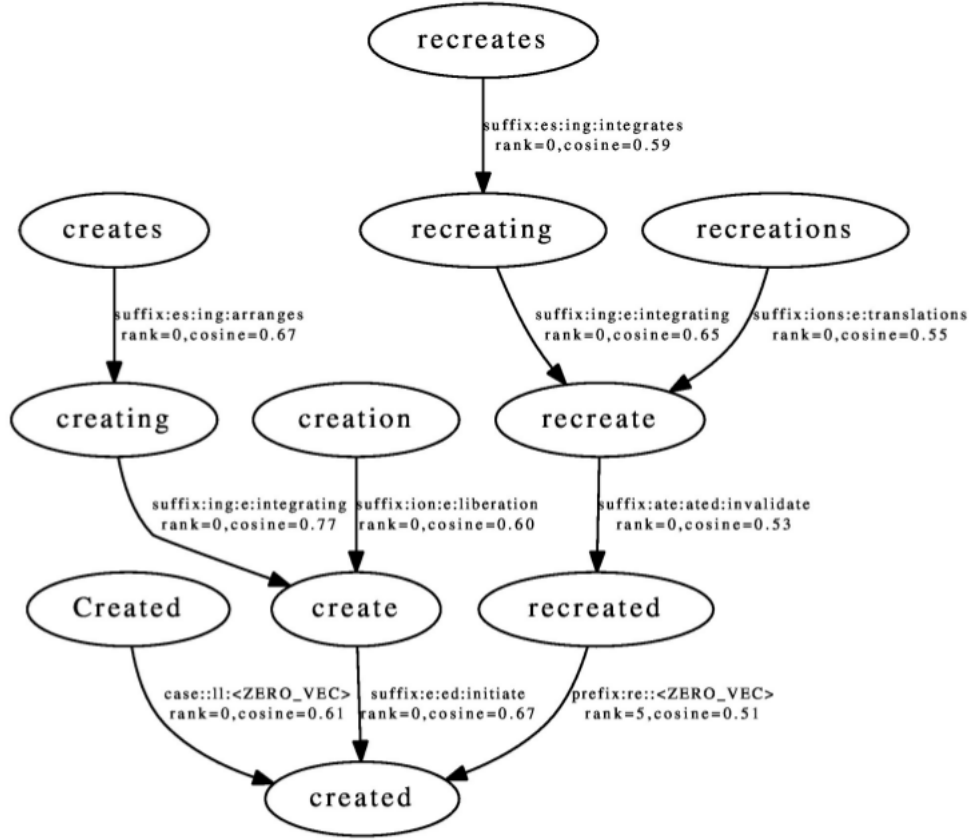 recreates
suffix:es:ing:integrates
rank=0,cosine=0.59
creates
recreating
recreations
suffix:es:ing:arranges
rank=0,cosine=0.67
suffix:ing:e:integrating
rank=0,cosine=0.65
suffix:ions:e:translations
rank=0,cosine=0.55
creating
creation
recreate
suffix:ing:e:integrating
rank=0,cosine=0.77
suffix:ion:e:liberation
rank=0,cosine=0.60
suffix:ate:ated:invalidate
rank=0,cosine=0.53
Created
create
recreated
case::ll:<ZERO_VEC>
rank=0,cosine=0.61
suffix:e:ed:initiate
rank=0,cosine=0.67
prefix:re::<ZERO_VEC>
rank=5,cosine=0.51
created